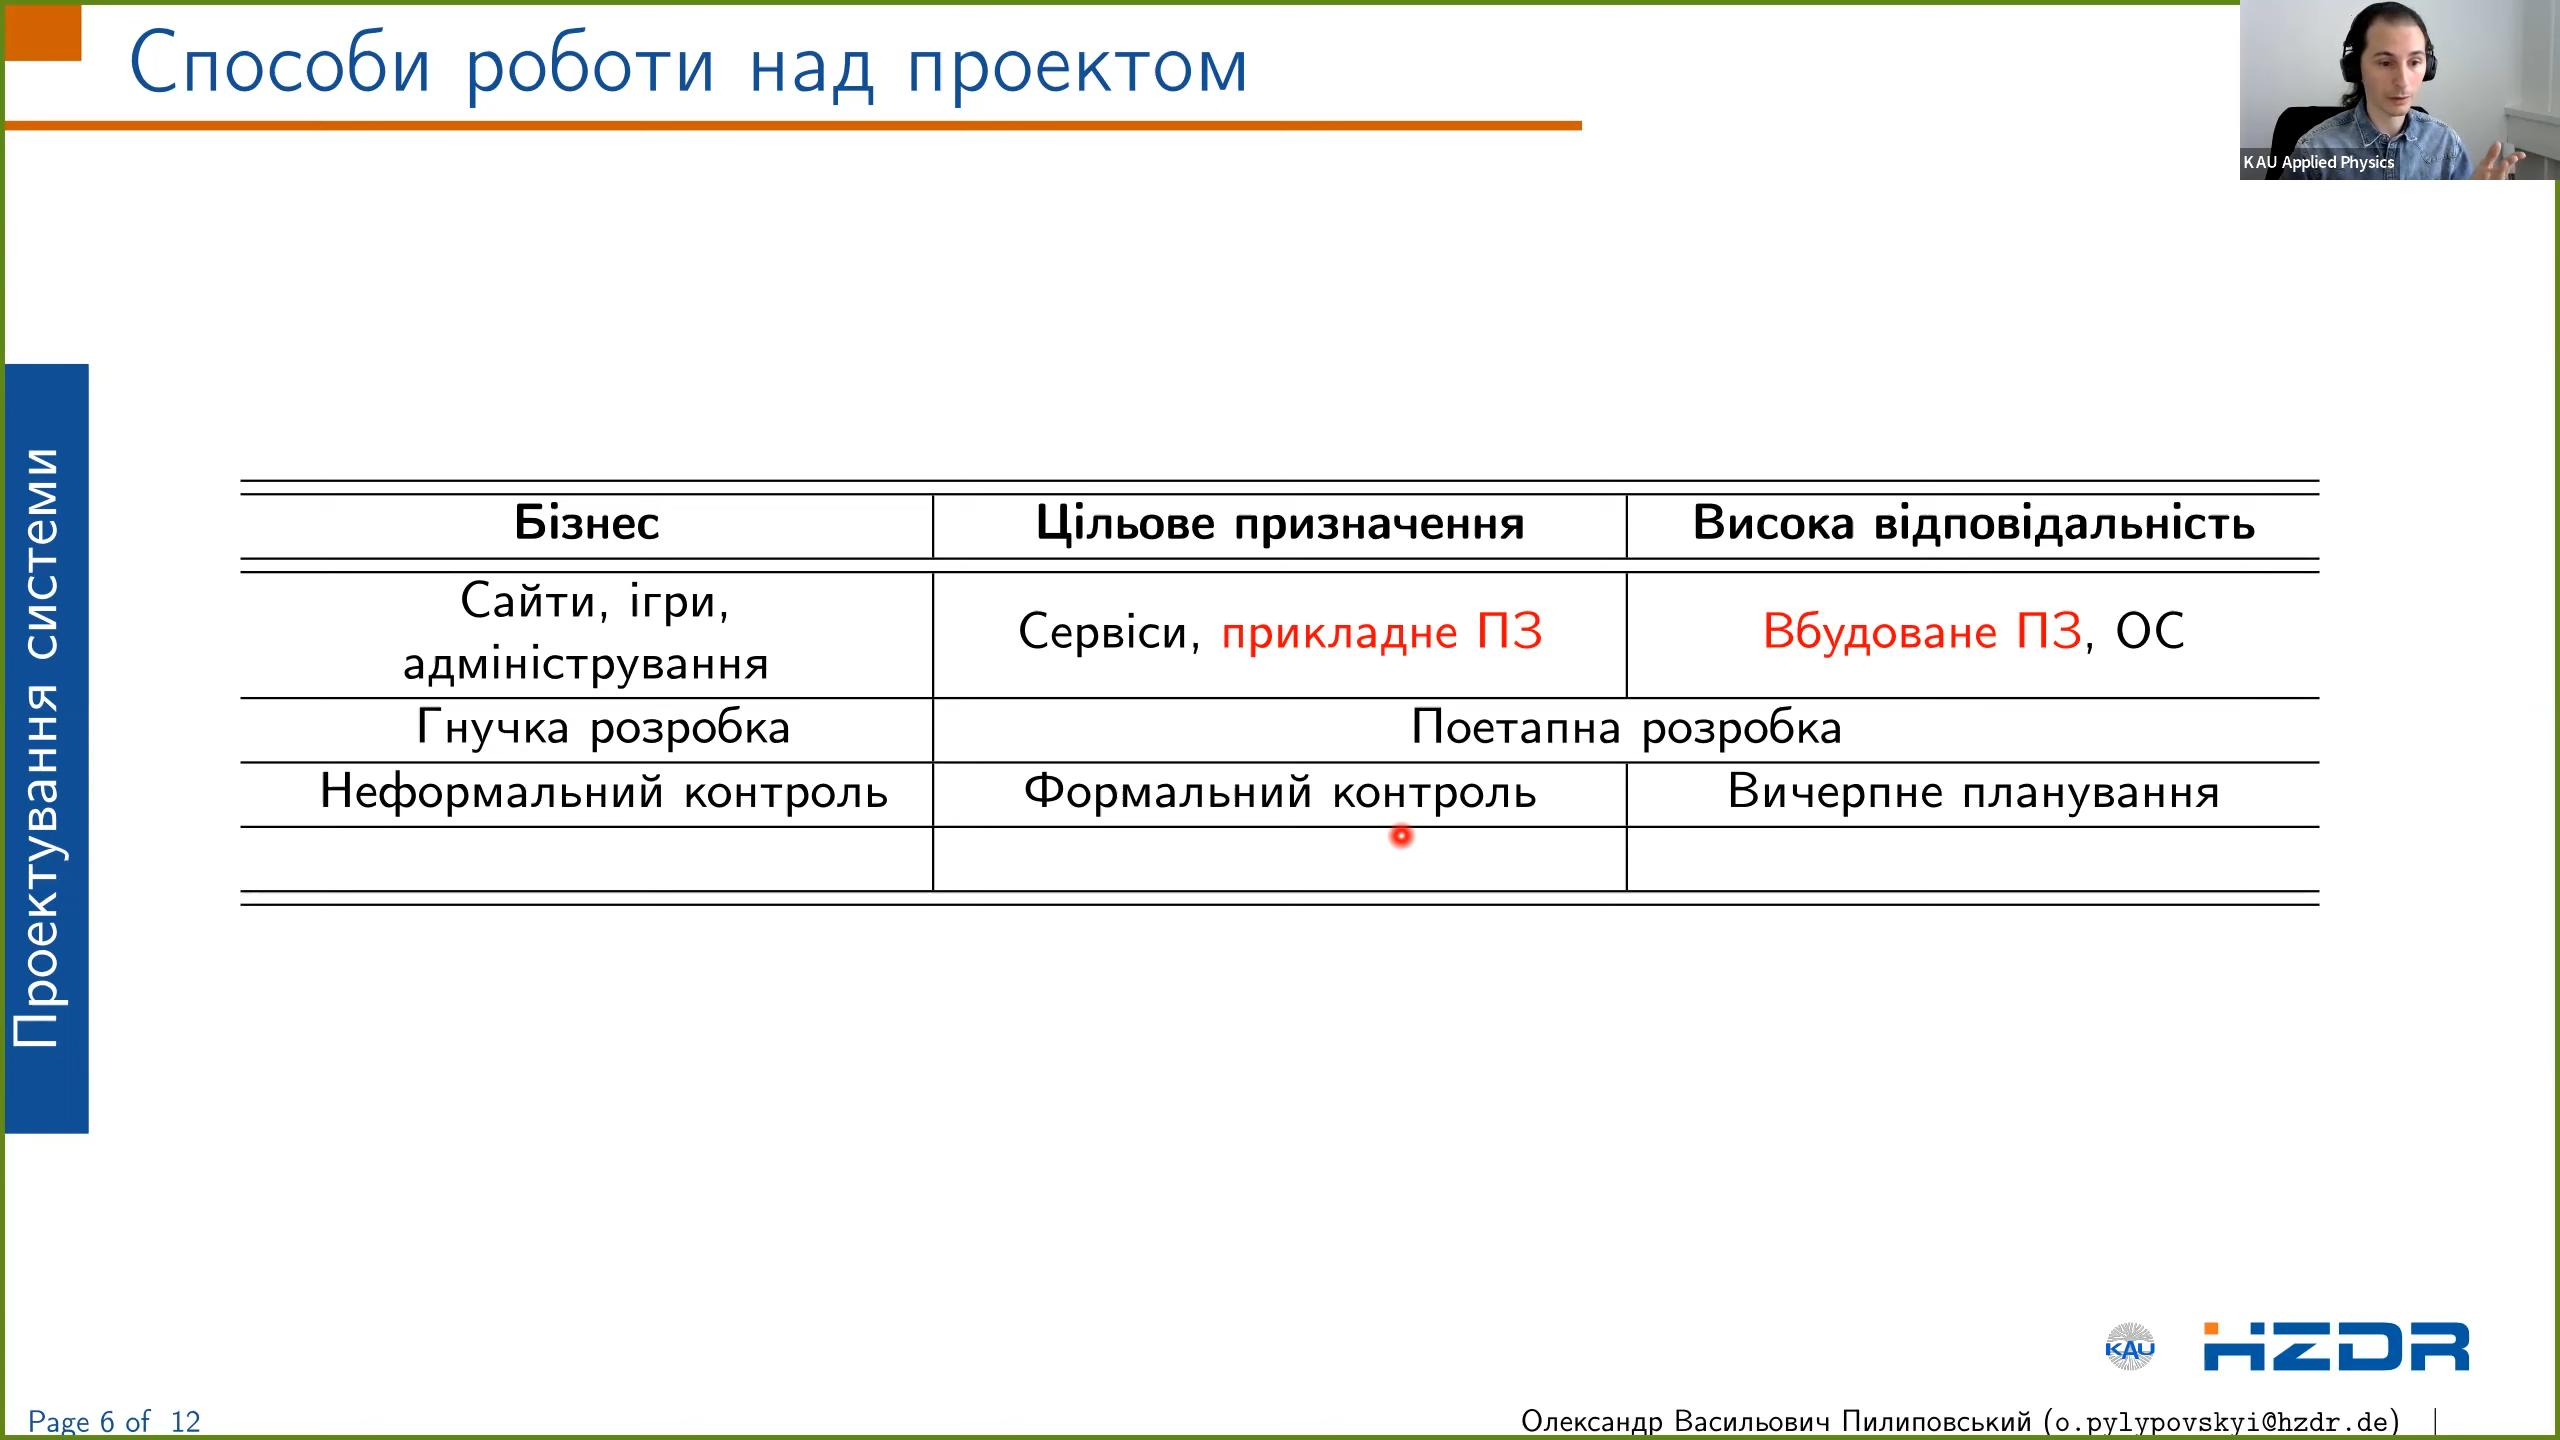 Способи роботи над проектом
KAU Applied Physics
Проектування системи
Бізнес
Цільове призначення
Висока відповідальність
Сайти, ігри,
адміністрування
Сервіси, прикладне ПЗ
Вбудоване ПЗ, ОС
Гнучка розробка
Поетапна розробка
Неформальний контроль
Формальний контроль
Вичерпне планування
KAU
HZDR
Page 6 of 12
Олександр Васильович Пилиповський (o.pylypovskyi@hzdr.de) |